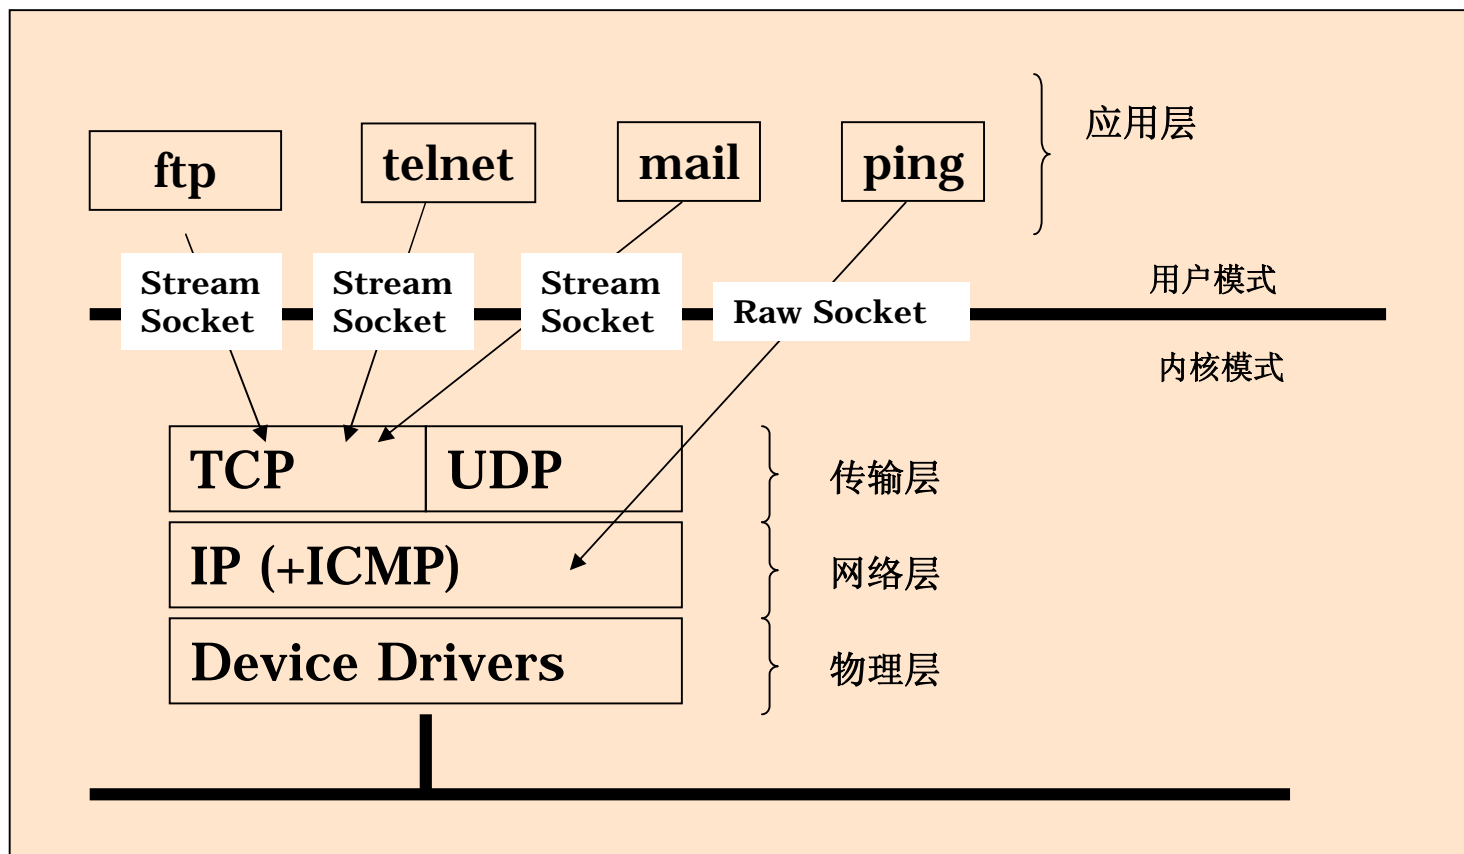 应用层
ftp
telnet
mail
ping
用户模式
Stream
Socket
Stream
Socket
Stream
Socket
Raw Socket
内核模式
TCP
UDP
传输层
IP (+ICMP)
网络层
Device Drivers
物理层